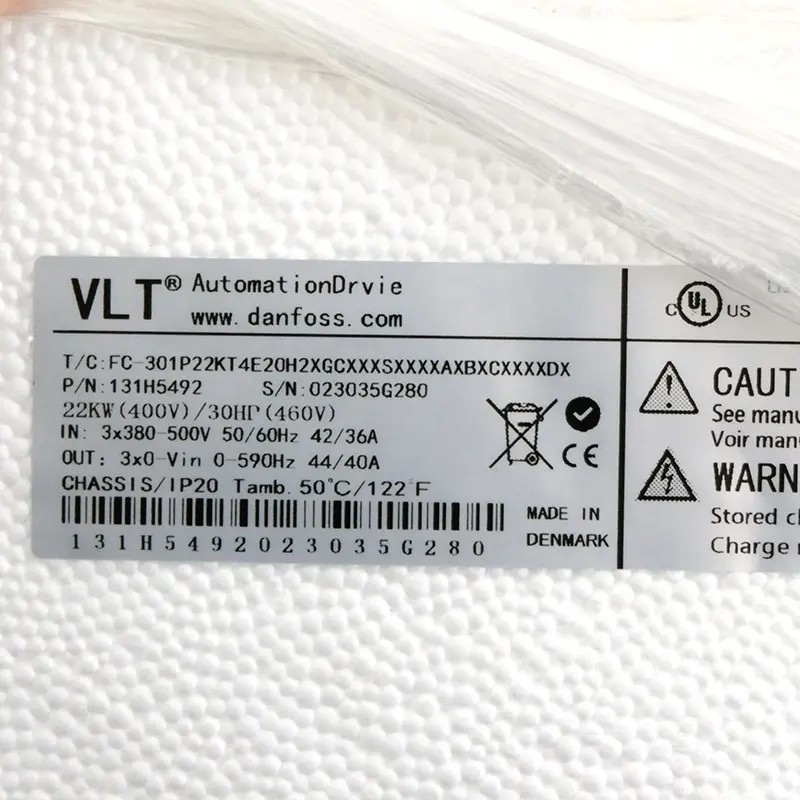 VLT® AutomationDrvie
www.danfoss.com
T/C:FC-301P22KT4E20H2XGCXXXSXXXXAXBXCXXXXDX
P/N:131H5492 S/N:023035G280
22KW(400V)/30HP(460V)
IN: 3x380-500V 50/60Hz 42/36A
OUT: 3x0-Vin 0-590Hz 44/40A
CHASSIS/IP20 Tamb. 50°C/122°F
131H5492023035G280
MADE IN
DENMARK
CE
c UL US
CAUT
See manu
Voir man
WARN
Stored c
Charge